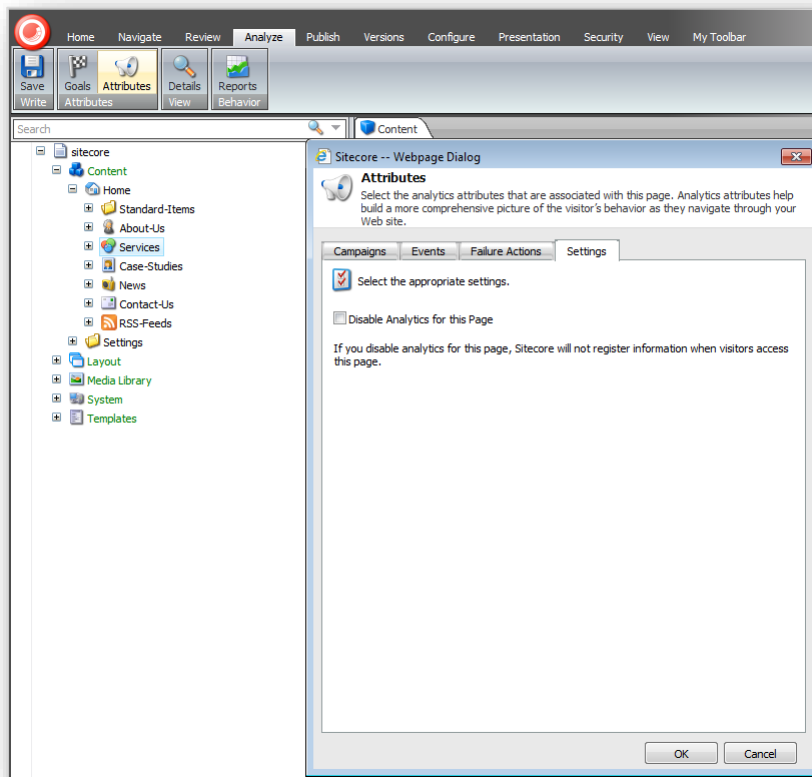 Home Navigate Review Analyze Publish Versions Configure Presentation Security View My Toolbar
Save Goals Attributes Details Reports
Write Attributes View Behavior
Search
Content
sitecore
Content
Home
Standard-Items
About-Us
Services
Case-Studies
News
Contact-Us
RSS-Feeds
Settings
Layout
Media Library
System
Templates
Sitecore -- Webpage Dialog
Attributes
Select the analytics attributes that are associated with this page. Analytics attributes help
build a more comprehensive picture of the visitor's behavior as they navigate through your
Web site.
Campaigns Events Failure Actions Settings
Select the appropriate settings.
Disable Analytics for this Page
If you disable analytics for this page, Sitecore will not register information when visitors access
this page.
OK Cancel